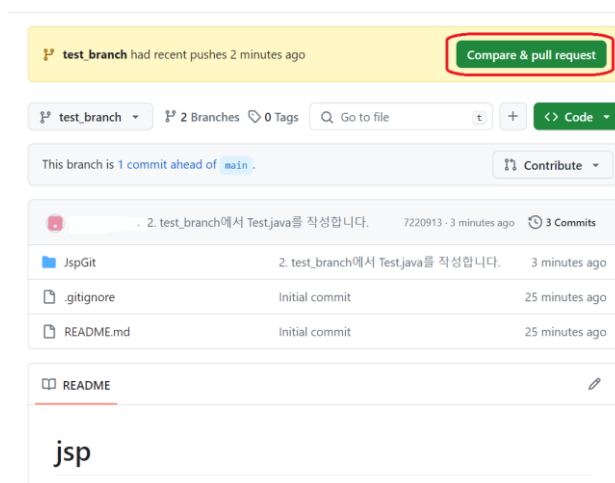 test_branch had recent pushes 2 minutes ago
Compare & pull request
test_branch
2 Branches
0 Tags
Go to file
t
+
<> Code
This branch is 1 commit ahead of main .
Contribute
. 2. test_branch에서 Test.java를 작성합니다. 7220913 · 3 minutes ago 3 Commits
JspGit 2. test_branch에서 Test.java를 작성합니다. 3 minutes ago
.gitignore Initial commit 25 minutes ago
README.md Initial commit 25 minutes ago
README
jsp